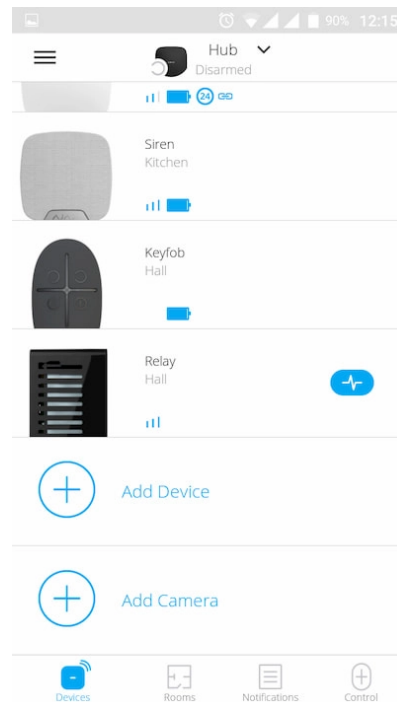 90% 12:15
Hub
Disarmed
24
Siren
Kitchen
Keyfob
Hall
Relay
Hall
Add Device
Add Camera
Devices
Rooms
Notifications
Control